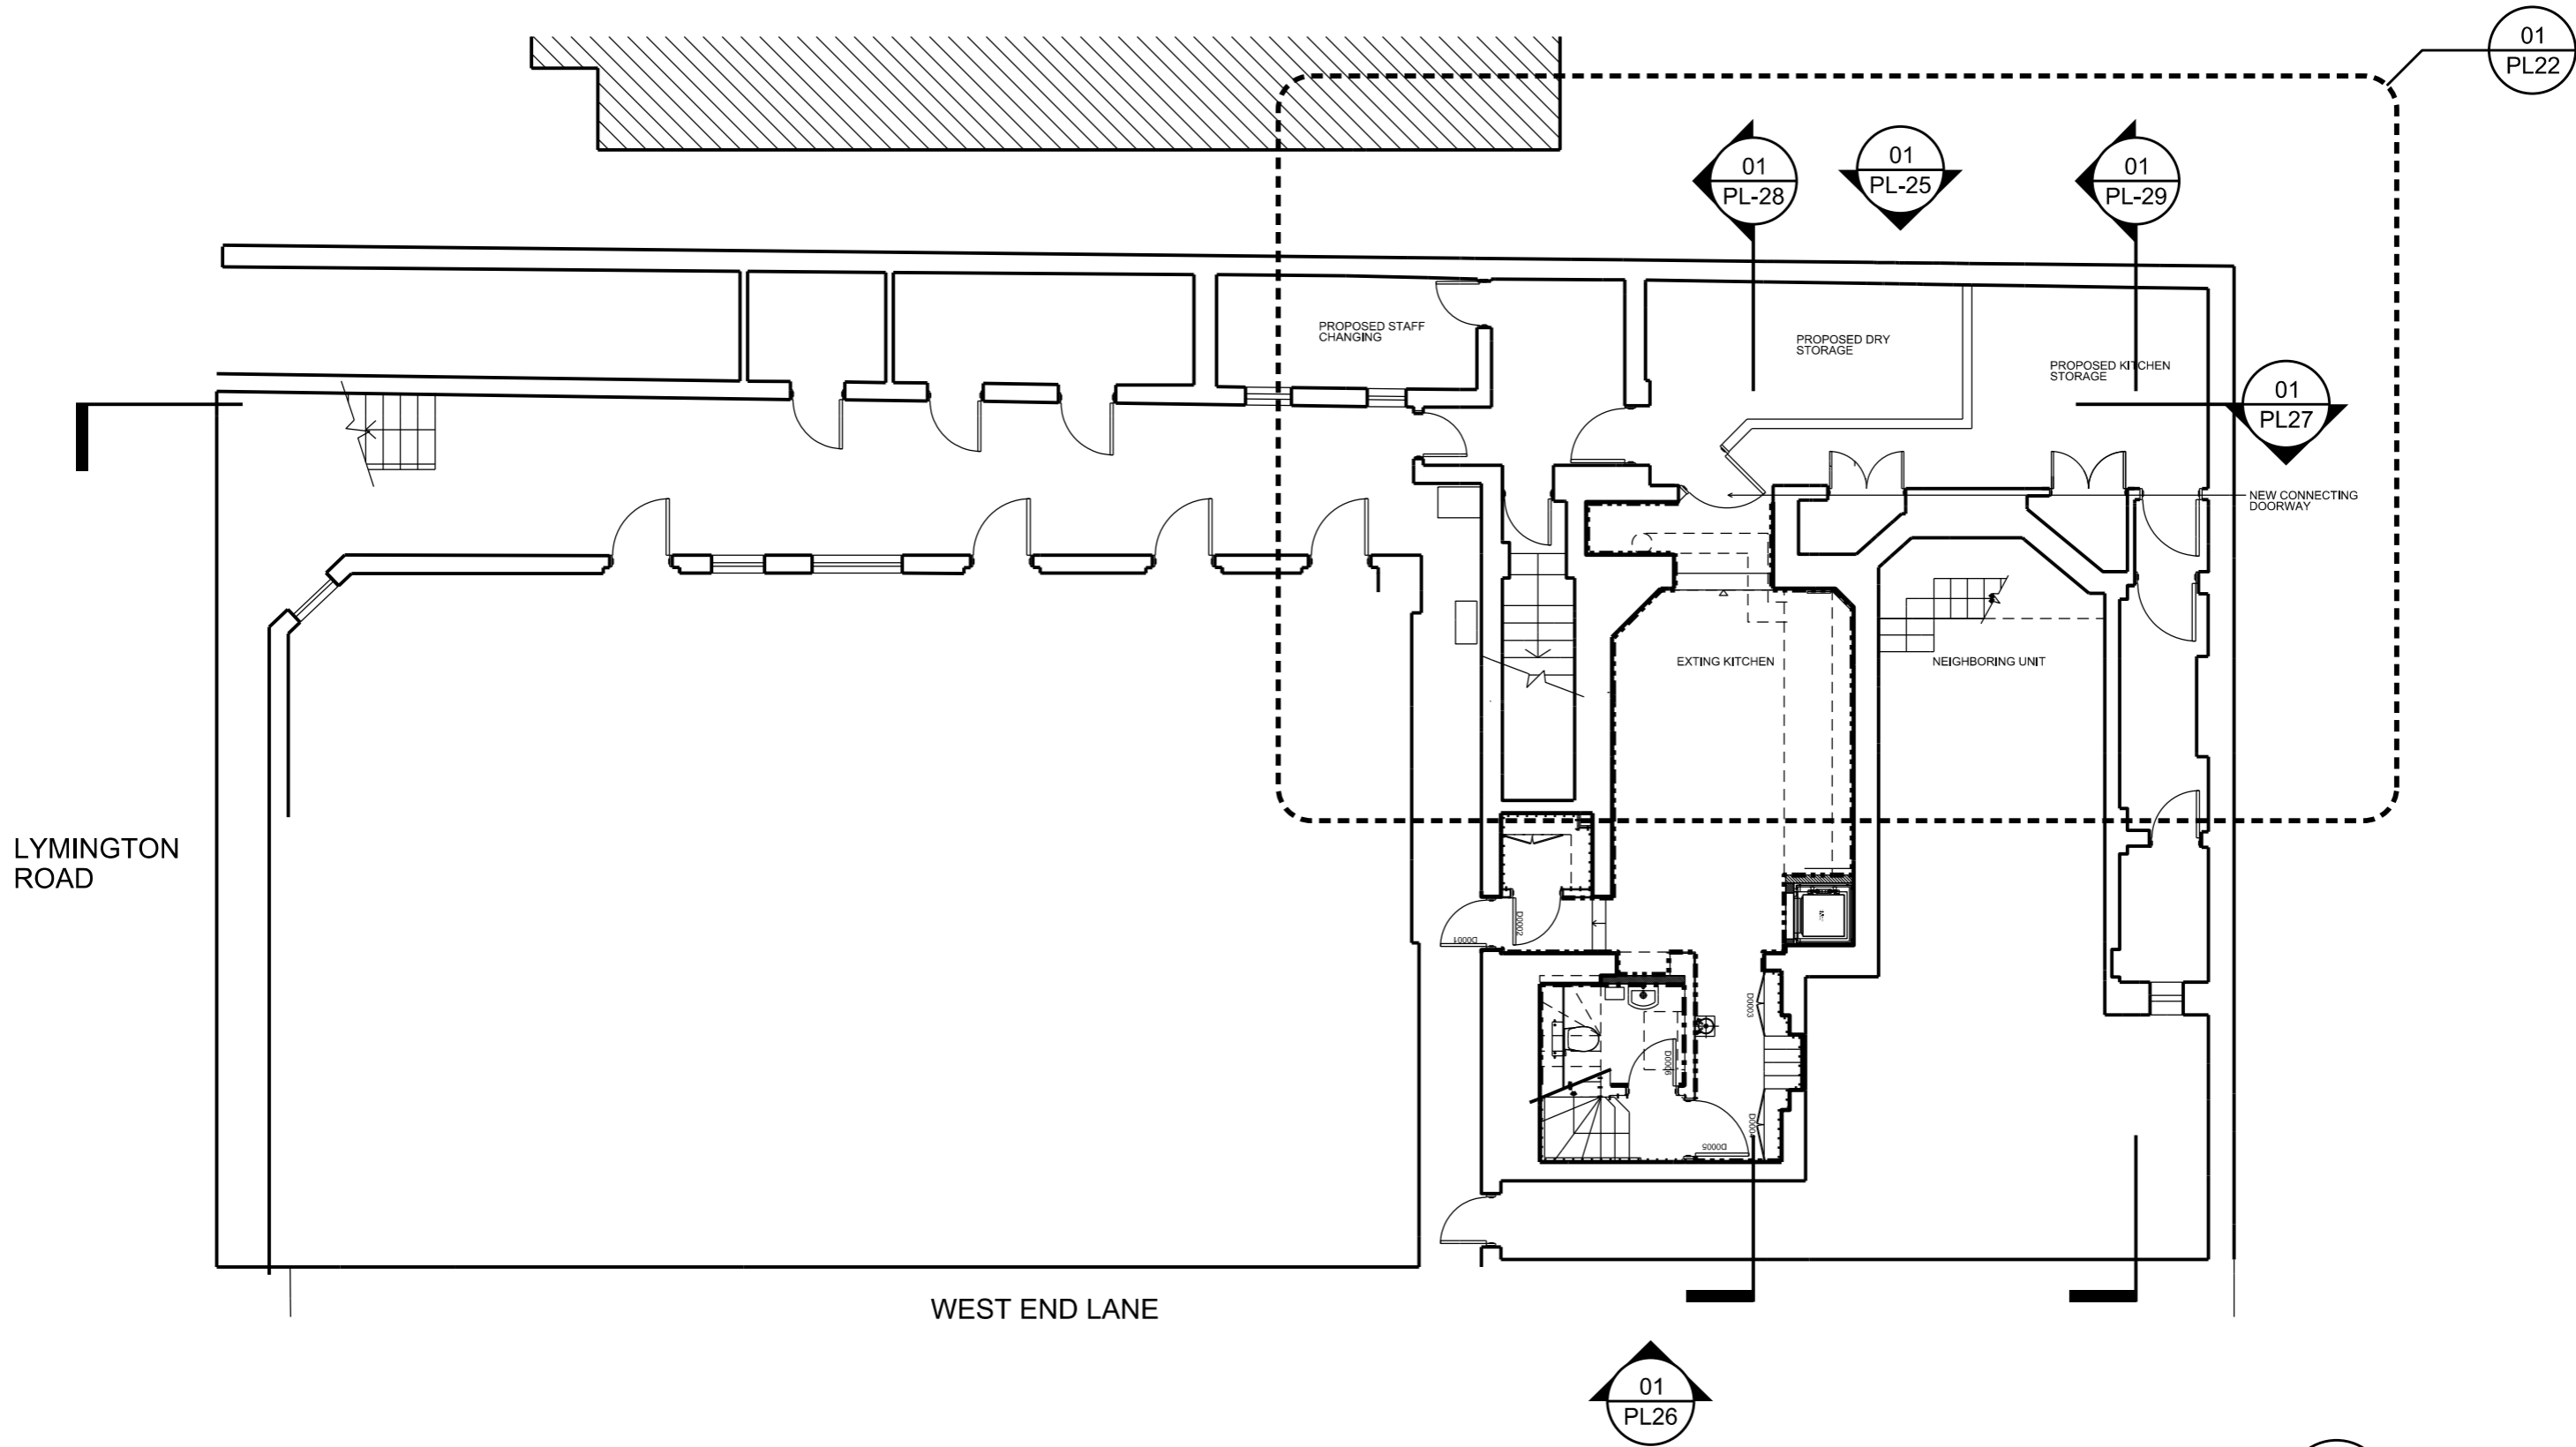 01
PL22
01
PL-28
01
PL-25
01
PL-29
PROPOSED STAFF
CHANGING
PROPOSED DRY
STORAGE
PROPOSED KITCHEN
STORAGE
01
PL27
NEW CONNECTING
DOORWAY
EXTING KITCHEN
NEIGHBORING UNIT
LYMINGTON
ROAD
D0002
D0001
D0003
D0006
D0004
D0005
WEST END LANE
01
PL26